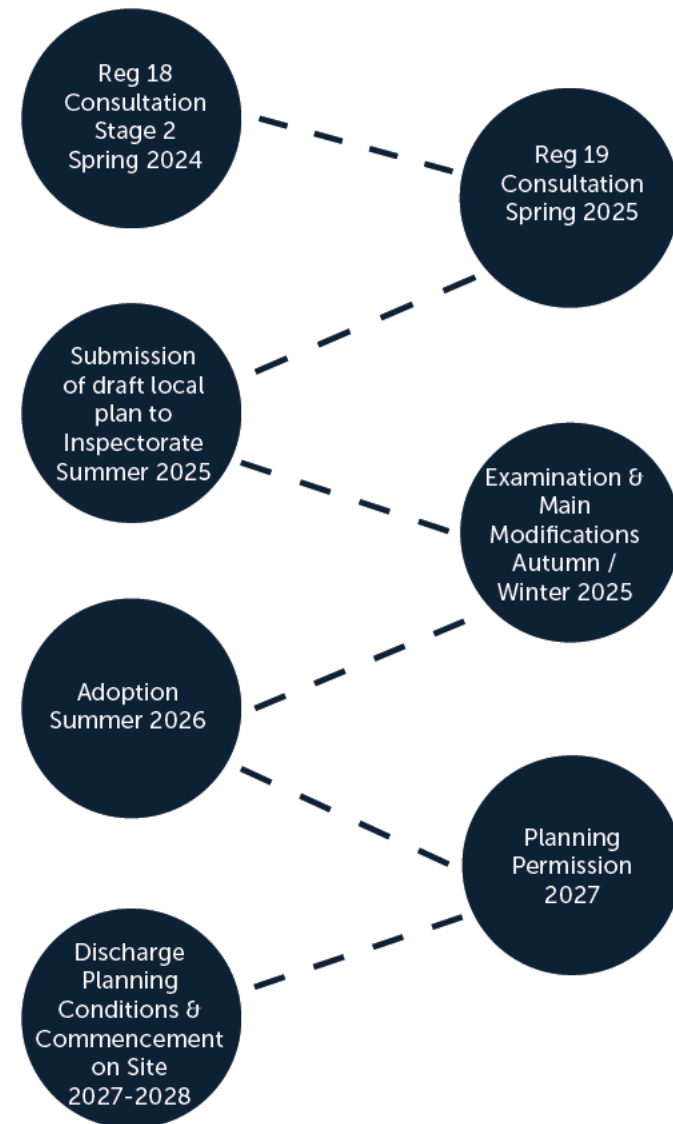 Reg 18
Consultation
Stage 2
Spring 2024
Reg 19
Consultation
Spring 2025
Submission
of draft local
plan to
Inspectorate
Summer 2025
Examination &
Main
Modifications
Autumn /
Winter 2025
Adoption
Summer 2026
Planning
Permission
2027
Discharge
Planning
Conditions &
Commencement
on Site
2027-2028